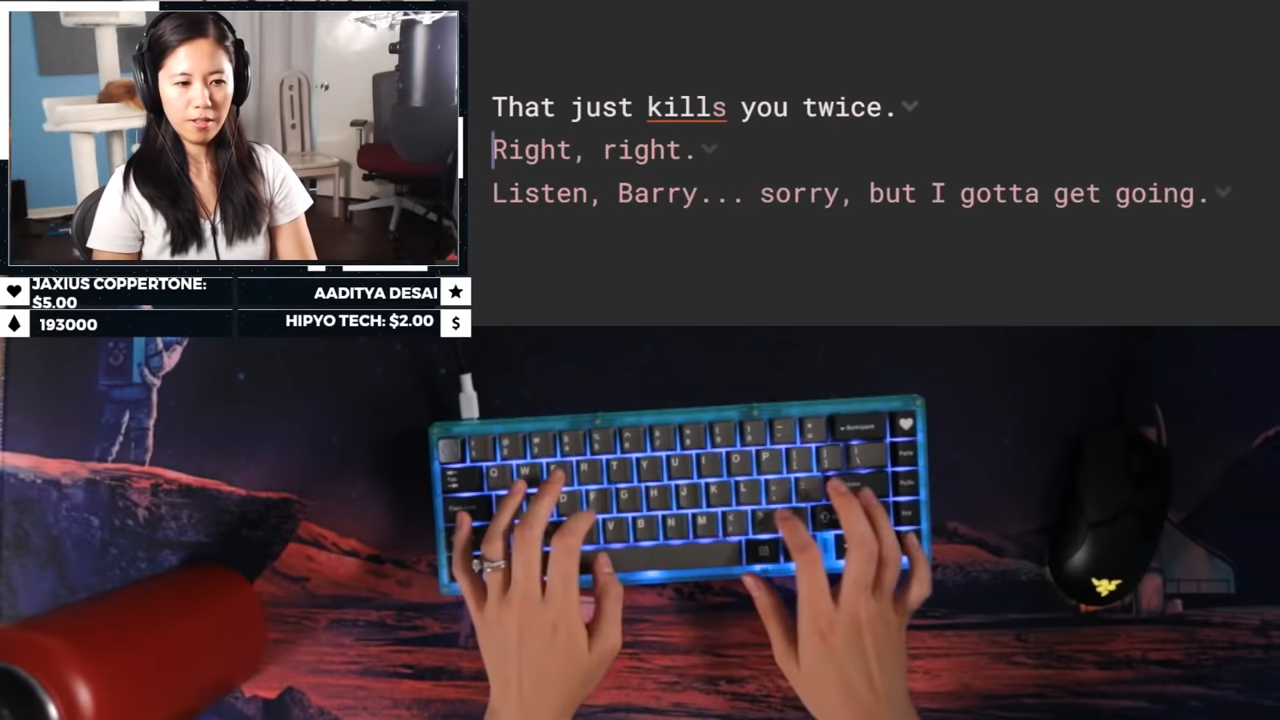 That just kills you twice.
Right, right.
Listen, Barry... sorry, but I gotta get going.
JAXIUS COPPERTONE:
$5.00
AADITYA DESAI
193000
HIPYO TECH: $2.00
$
Q W R T Y U I O P
D F G H J K L
V B N M